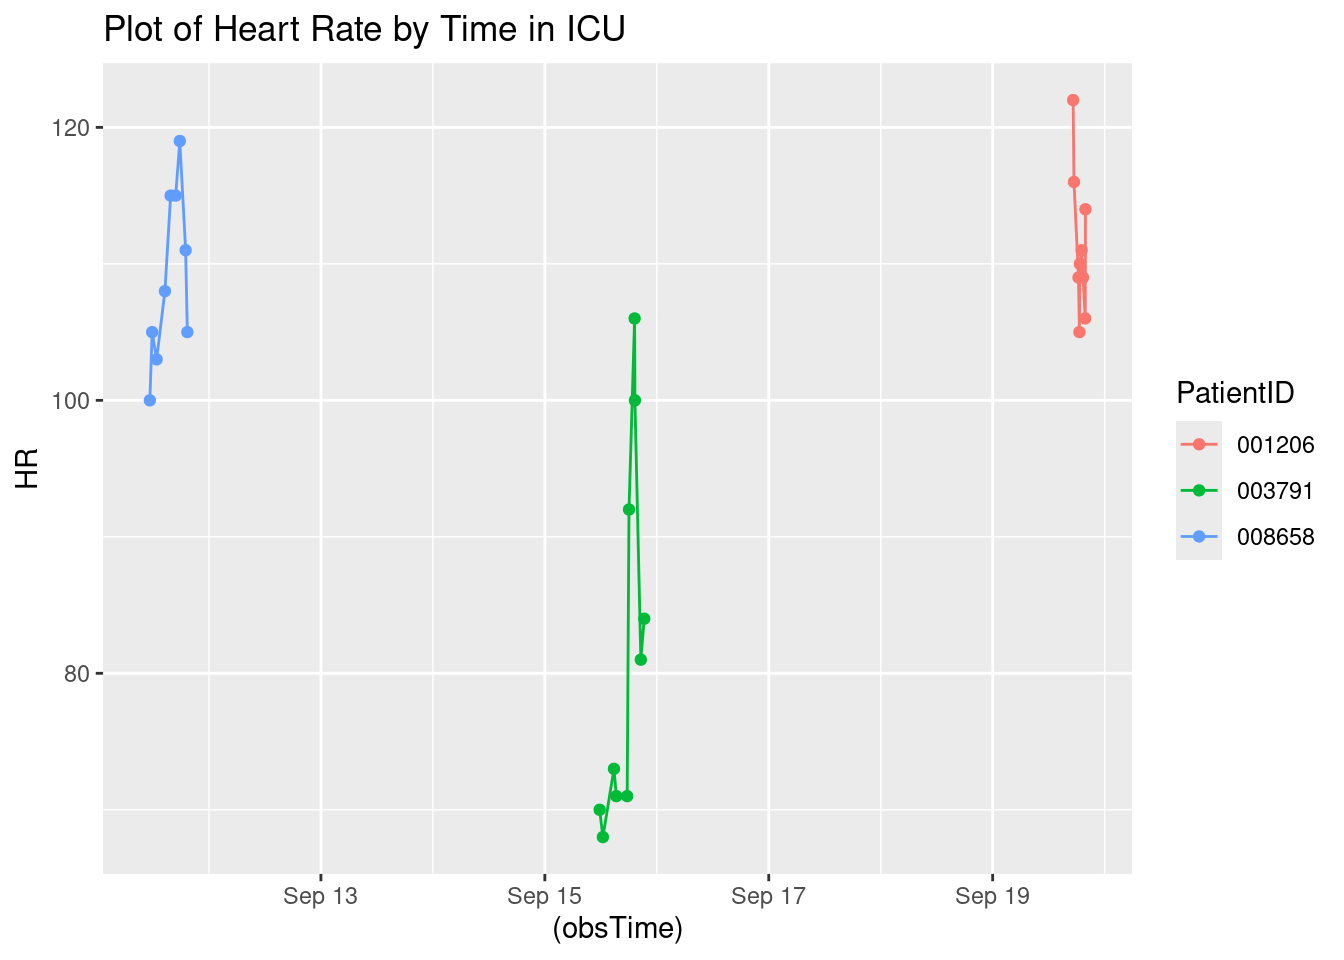 Plot of Heart Rate by Time in ICU
120
100
80
HR
Sep 13 Sep 15 Sep 17 Sep 19
(obsTime)
PatientID
001206
003791
008658